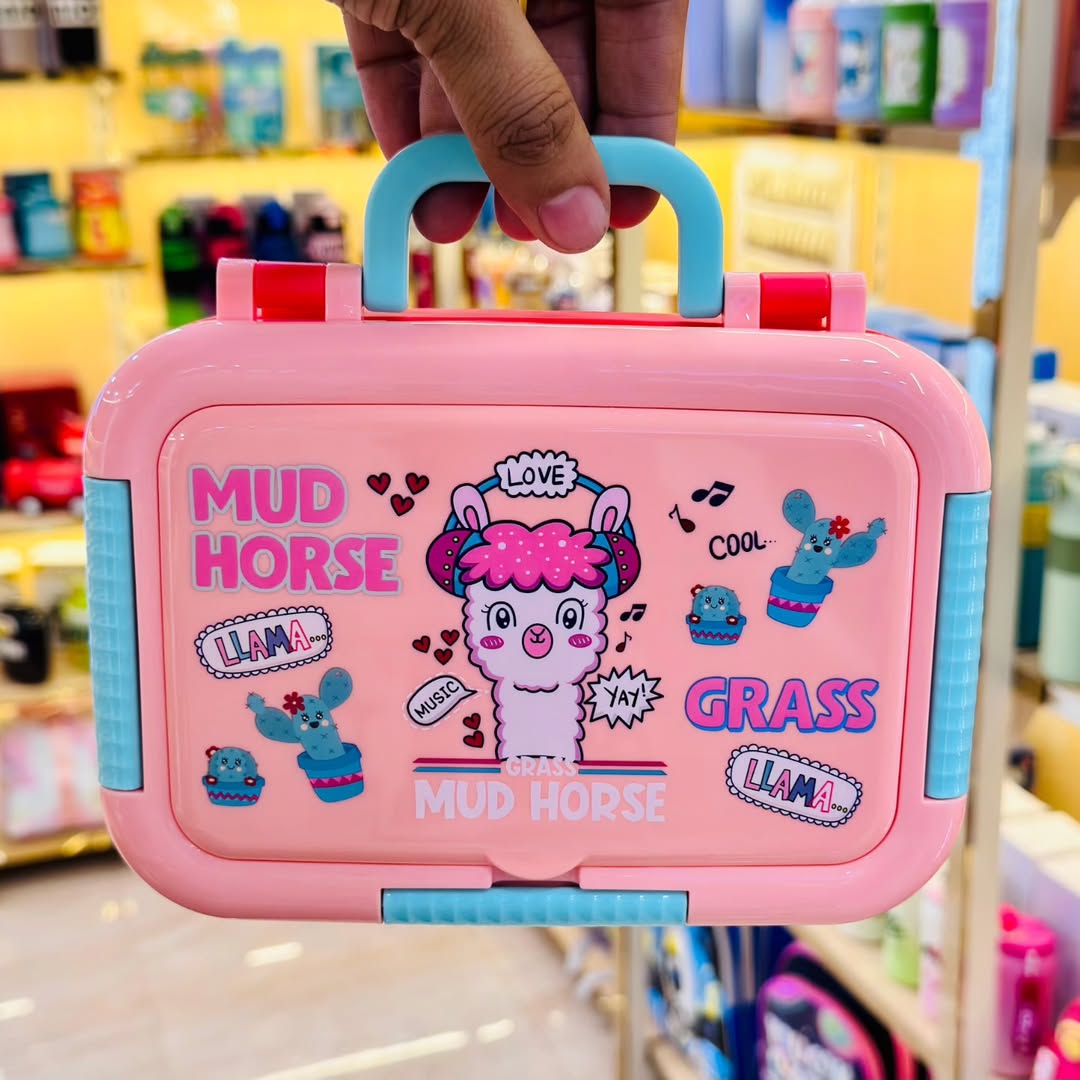 MUD
HORSE
LLAMA...
LOVE
MUSIC
YAY!
COOL...
GRASS
LLAMA...
GRASS
MUD HORSE